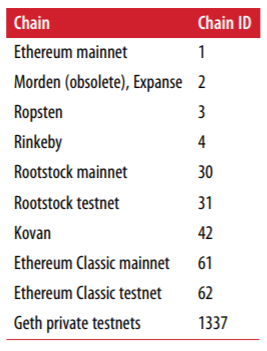 Chain Chain ID
Ethereum mainnet 1
Morden (obsolete), Expanse 2
Ropsten 3
Rinkeby 4
Rootstock mainnet 30
Rootstock testnet 31
Kovan 42
Ethereum Classic mainnet 61
Ethereum Classic testnet 62
Geth private testnets 1337